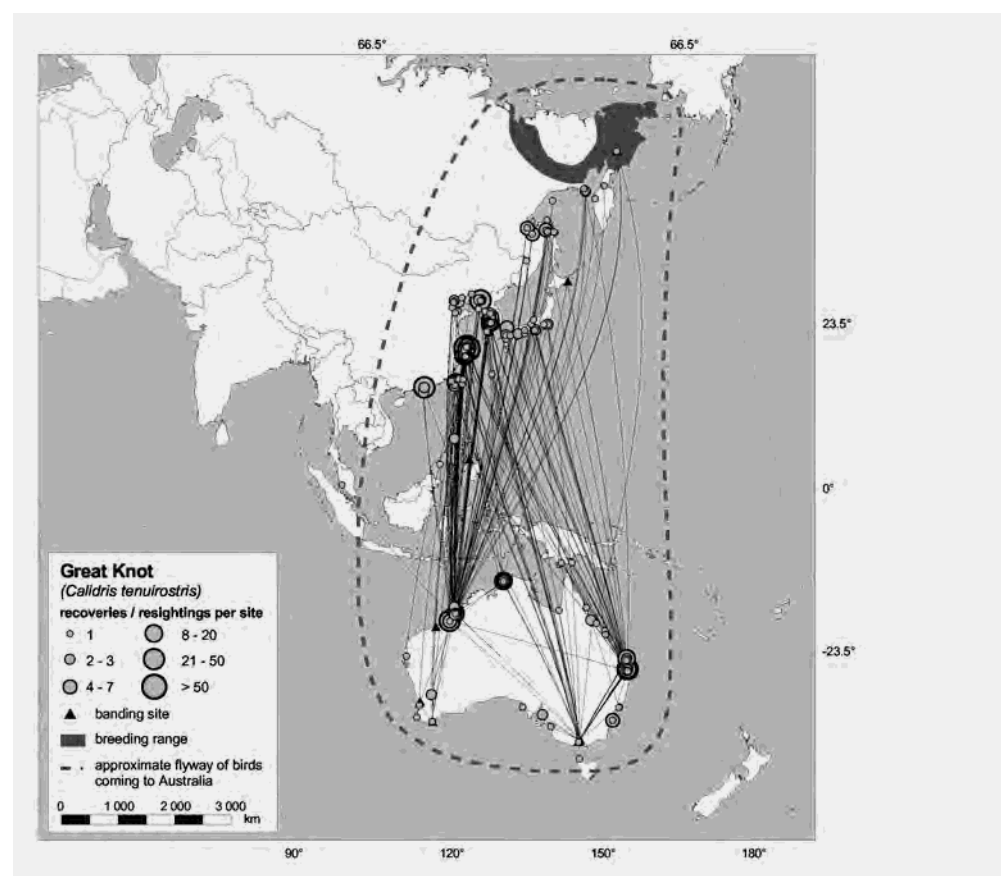 66.5° 66.5°
23.5°
0°
-23.5°
Great Knot
(Calidris tenuirostris)
recoveries / resightings per site
1 8 - 20
2 - 3 21 - 50
4 - 7 > 50
banding site
breeding range
approximate flyway of birds
coming to Australia
0 1 000 2 000 3 000
km
90° 120° 150° 180°